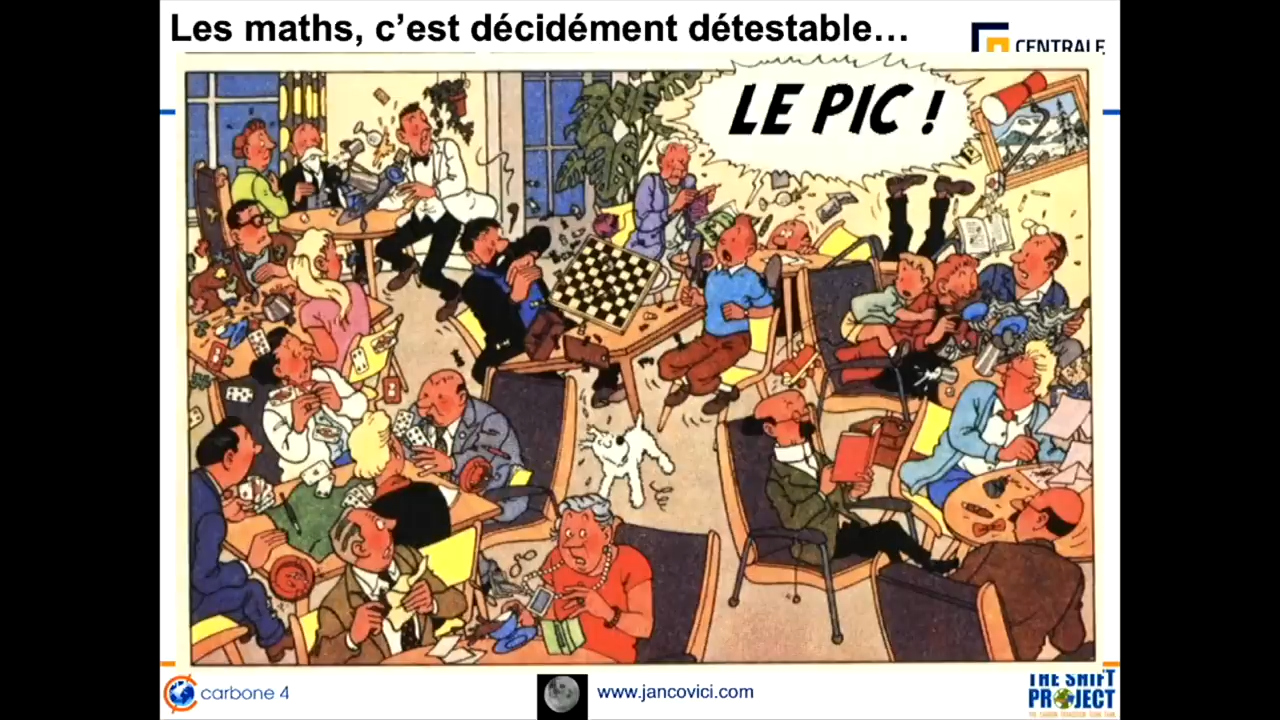 Les maths, c’est décidément détestable…
CENTRALE
LE PIC !
carbone 4
www.jancovici.com
THE SHIFT
PROJECT